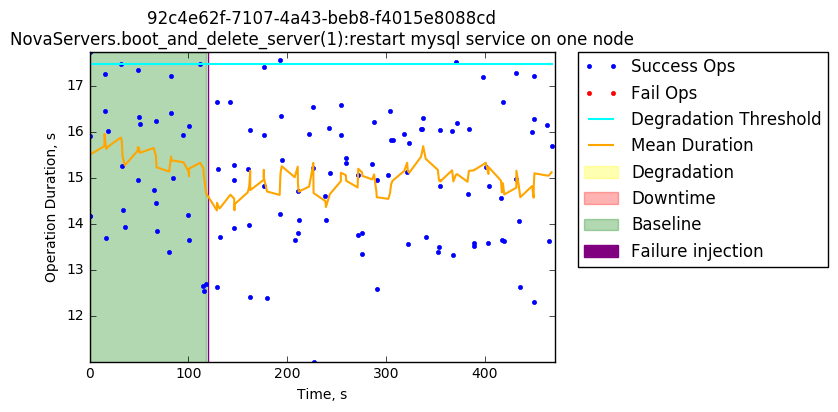 92c4e62f-7107-4a43-beb8-f4015e8088cd
NovaServers.boot_and_delete_server(1):restart mysql service on one node
Operation Duration, s
17
16
15
14
13
12
0 100 200 300 400
Time, s
Success Ops
Fail Ops
Degradation Threshold
Mean Duration
Degradation
Downtime
Baseline
Failure injection